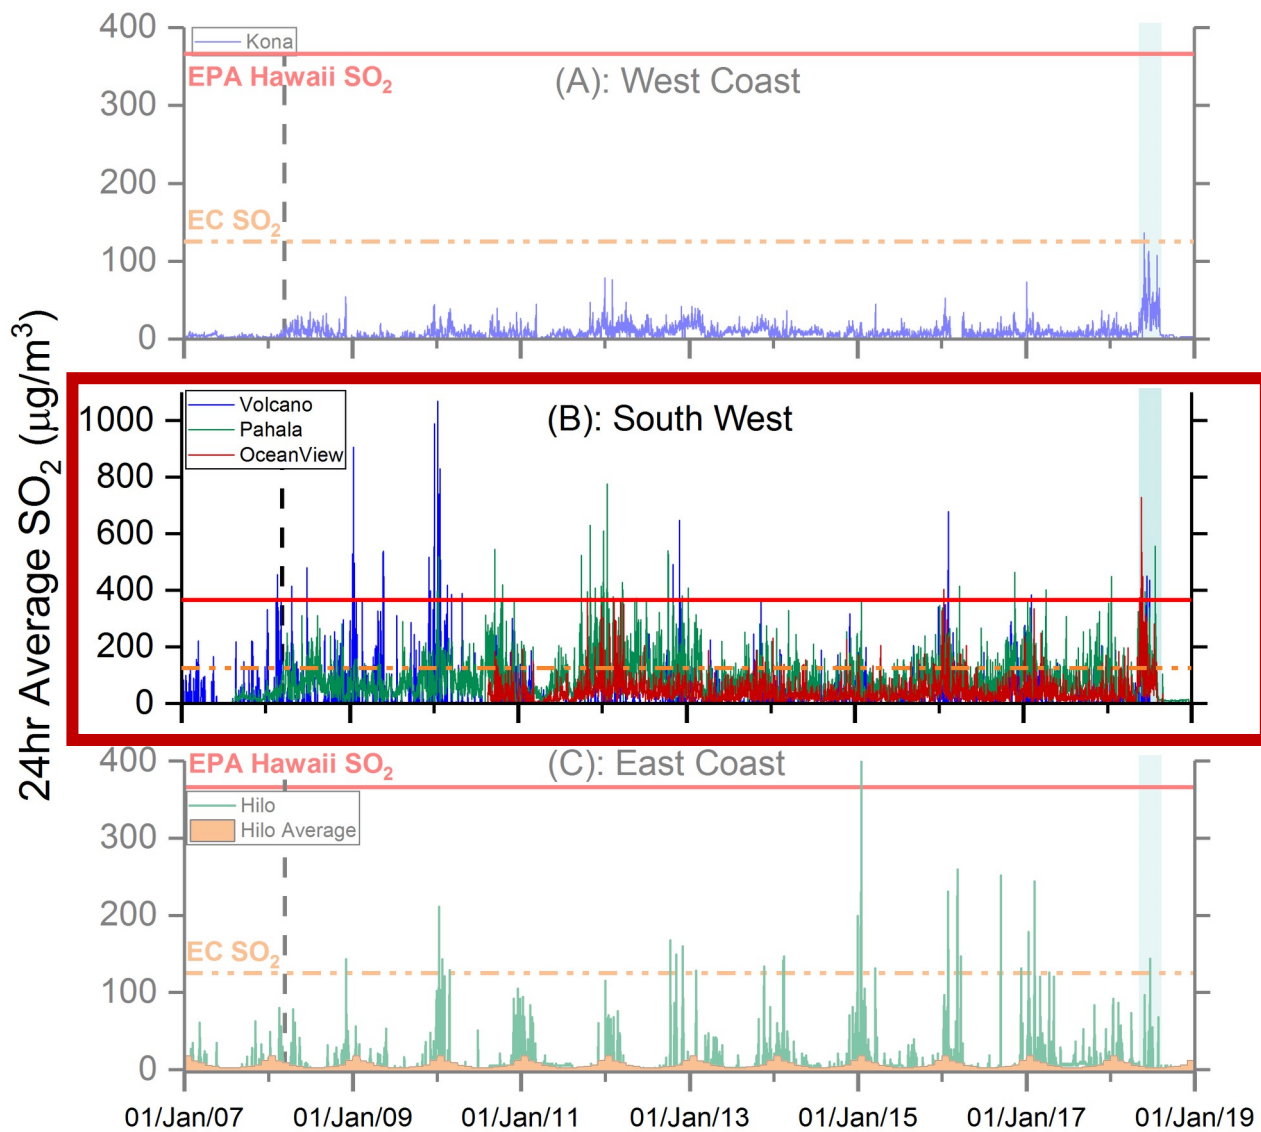 24hr Average SO2 (μg/m3)
400
300
200
100
0
Kona
EPA Hawaii SO2
(A): West Coast
EC SO2
1000
800
600
400
200
0
Volcano
Pahala
OceanView
(B): South West
400
300
200
100
0
EPA Hawaii SO2
(C): East Coast
Hilo
Hilo Average
EC SO2
01/Jan/07 01/Jan/09 01/Jan/11 01/Jan/13 01/Jan/15 01/Jan/17 01/Jan/19